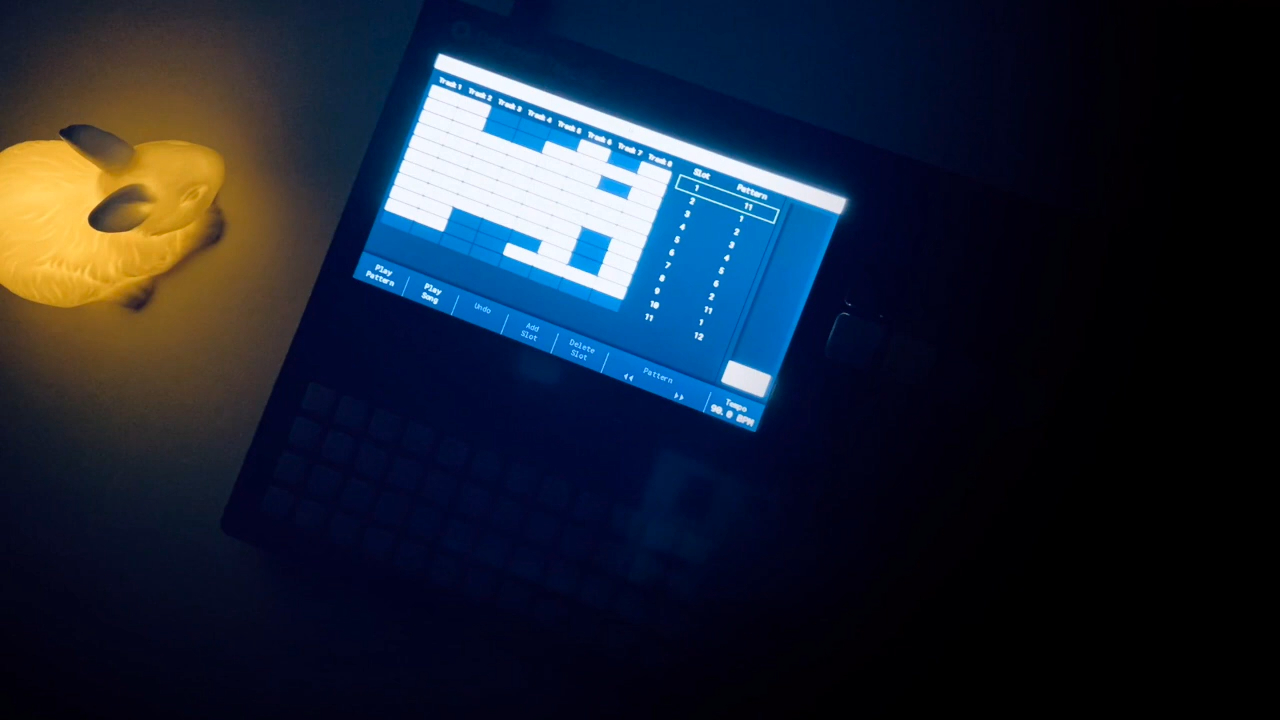 Track 1 Track 2 Track 3 Track 4 Track 5 Track 6 Track 7 Track 8
Slot Pattern
1 11
2 1
3 2
4 3
5 4
6 5
7 6
8 2
9 11
10 1
11 12
Play Pattern
Play Song
Undo
Add Slot
Delete Slot
Pattern
Tempo
90.0 BPM